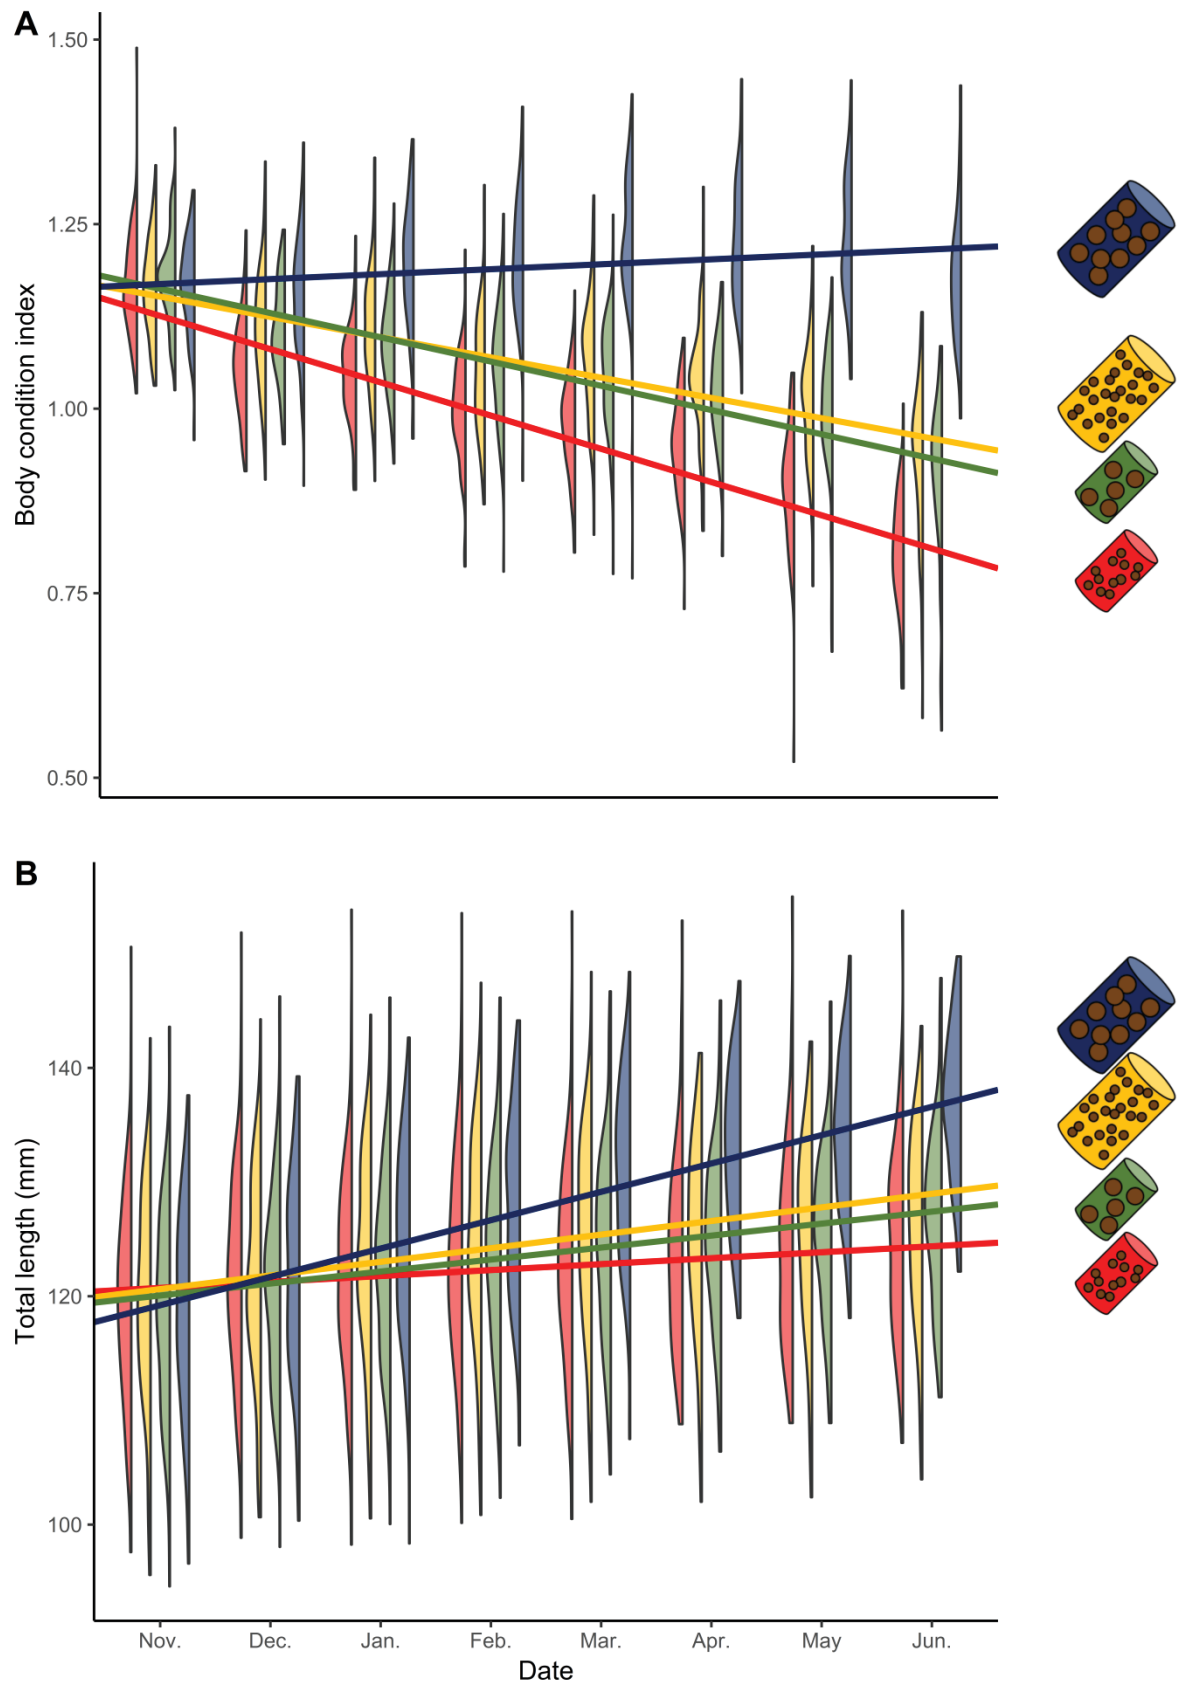 A
1.50
1.25
1.00
0.75
0.50
Body condition index
B
140
120
100
Total length (mm)
Nov. Dec. Jan. Feb. Mar. Apr. May Jun.
Date